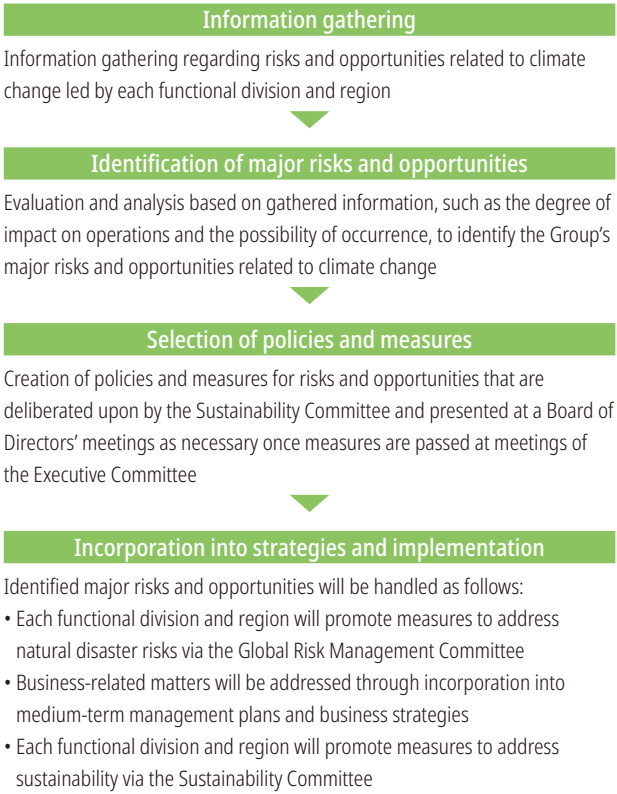 Information gathering
Information gathering regarding risks and opportunities related to climate
change led by each functional division and region
Identification of major risks and opportunities
Evaluation and analysis based on gathered information, such as the degree of
impact on operations and the possibility of occurrence, to identify the Group’s
major risks and opportunities related to climate change
Selection of policies and measures
Creation of policies and measures for risks and opportunities that are
deliberated upon by the Sustainability Committee and presented at a Board of
Directors’ meetings as necessary once measures are passed at meetings of
the Executive Committee
Incorporation into strategies and implementation
Identified major risks and opportunities will be handled as follows:
• Each functional division and region will promote measures to address
natural disaster risks via the Global Risk Management Committee
• Business-related matters will be addressed through incorporation into
medium-term management plans and business strategies
• Each functional division and region will promote measures to address
sustainability via the Sustainability Committee